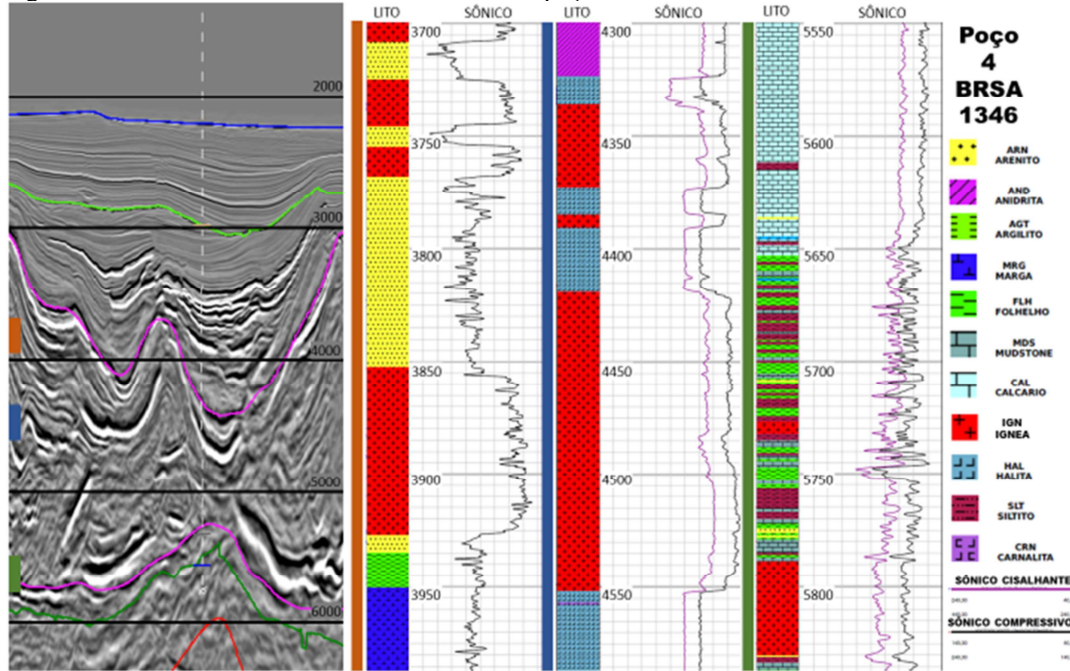 LITO SÔNICO LITO SÔNICO LITO SÔNICO
2000
3000
4000
5000
6000
3700
3750
3800
3850
3900
3950
4300
4350
4400
4450
4500
4550
5550
5600
5650
5700
5750
5800
Poço
4
BRSA
1346
ARN
ARENITO
AND
ANIDRITA
AGT
ARGILITO
MRG
MARGA
FLH
FOLHELHO
MDS
MUDSTONE
CAL
CALCARIO
IGN
IGNEA
HAL
HALITA
SLT
SILTITO
CRN
CARNALITA
SÔNICO CISALHANTE
SÔNICO COMPRESSIVO